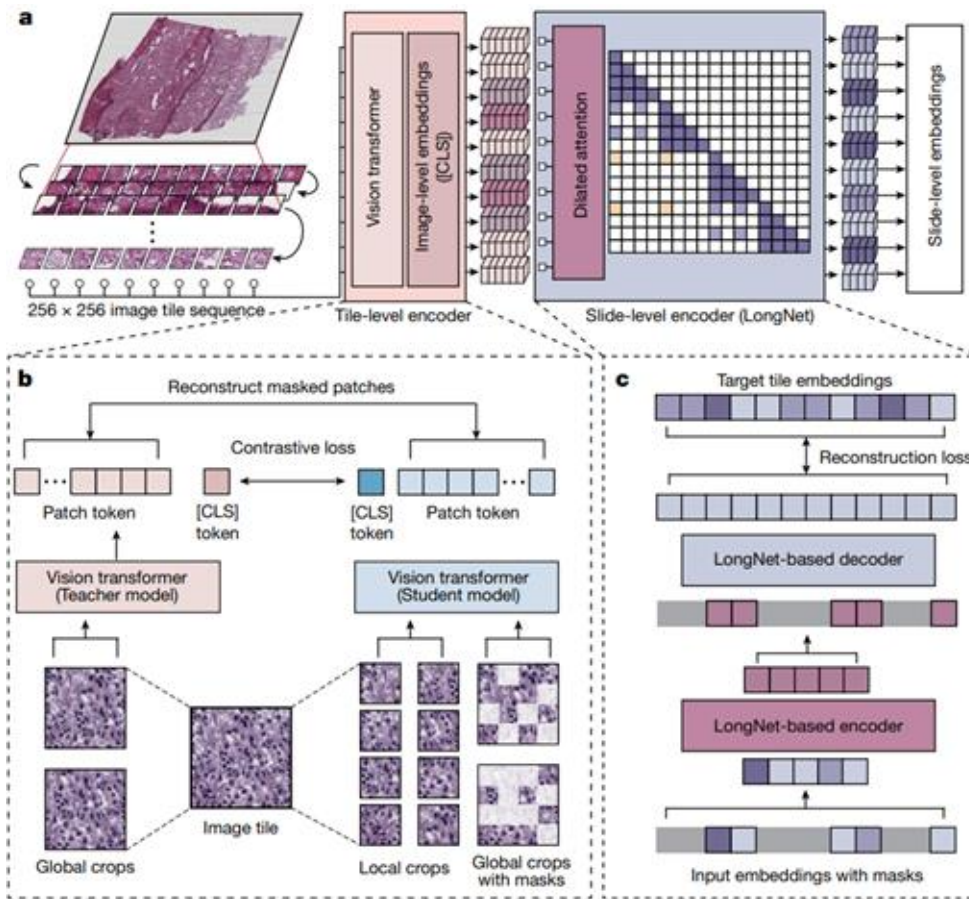 a
256 × 256 image tile sequence
Vision transformer
Image-level embeddings
([CLS])
Tile-level encoder
Dilated attention
Slide-level encoder (LongNet)
Slide-level embeddings
b
Reconstruct masked patches
Contrastive loss
Patch token
[CLS]
token
[CLS]
token
Patch token
Vision transformer
(Teacher model)
Vision transformer
(Student model)
Image tile
Global crops
Local crops
Global crops
with masks
c
Target tile embeddings
Reconstruction loss
LongNet-based decoder
LongNet-based encoder
Input embeddings with masks